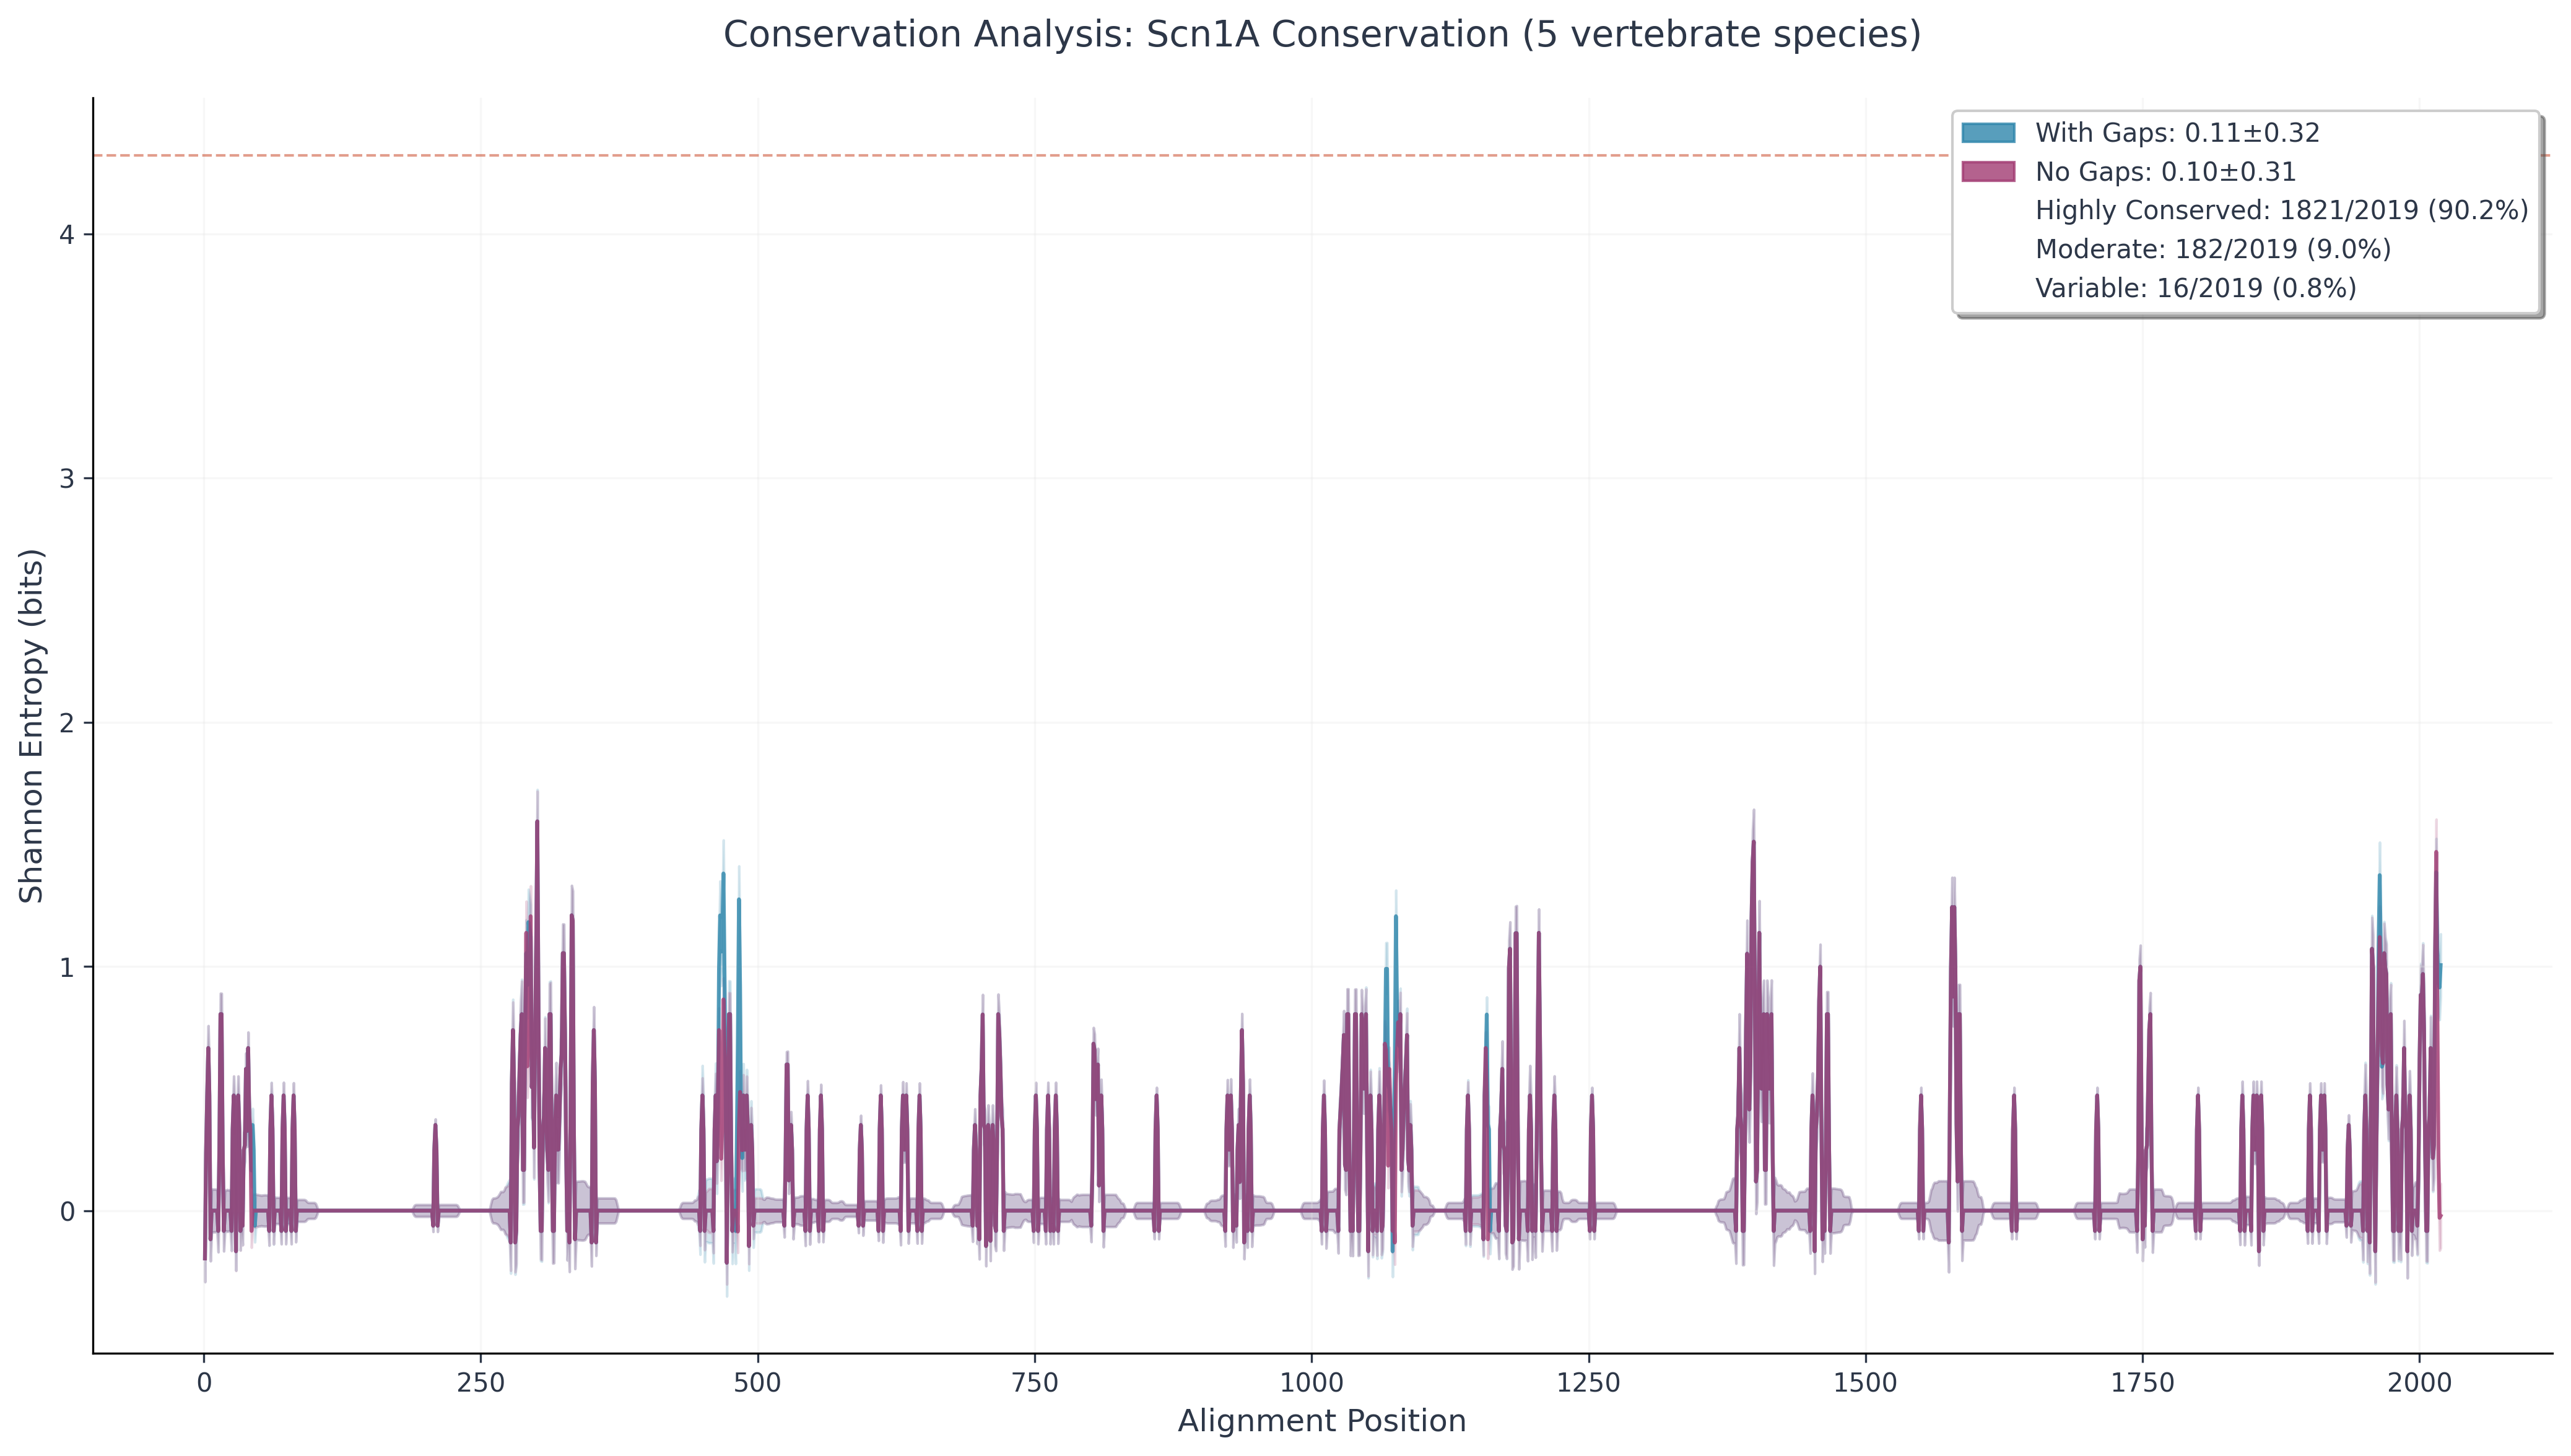 Conservation Analysis: Scn1A Conservation (5 vertebrate species)
With Gaps: 0.11±0.32
No Gaps: 0.10±0.31
Highly Conserved: 1821/2019 (90.2%)
Moderate: 182/2019 (9.0%)
Variable: 16/2019 (0.8%)
Shannon Entropy (bits)
4
3
2
1
0
0 250 500 750 1000 1250 1500 1750 2000
Alignment Position